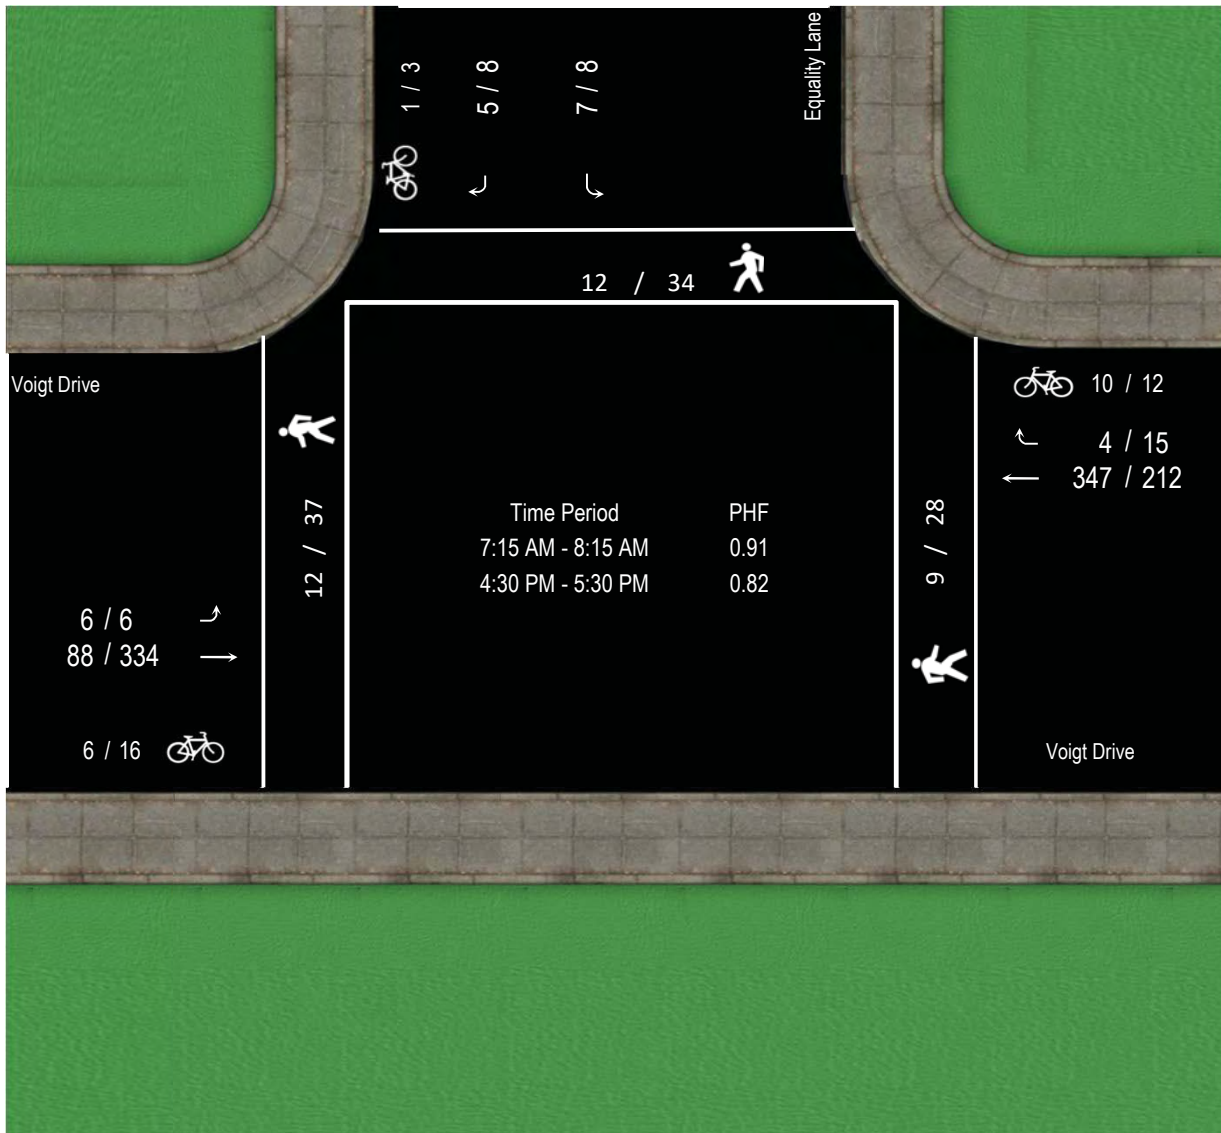 1 / 3
5 / 8
7 / 8
Equality Lane
12 / 34
Voigt Drive
10 / 12
4 / 15
347 / 212
12 / 37
Time Period PHF
7:15 AM - 8:15 AM 0.91
4:30 PM - 5:30 PM 0.82
9 / 28
6 / 6
88 / 334
6 / 16
Voigt Drive